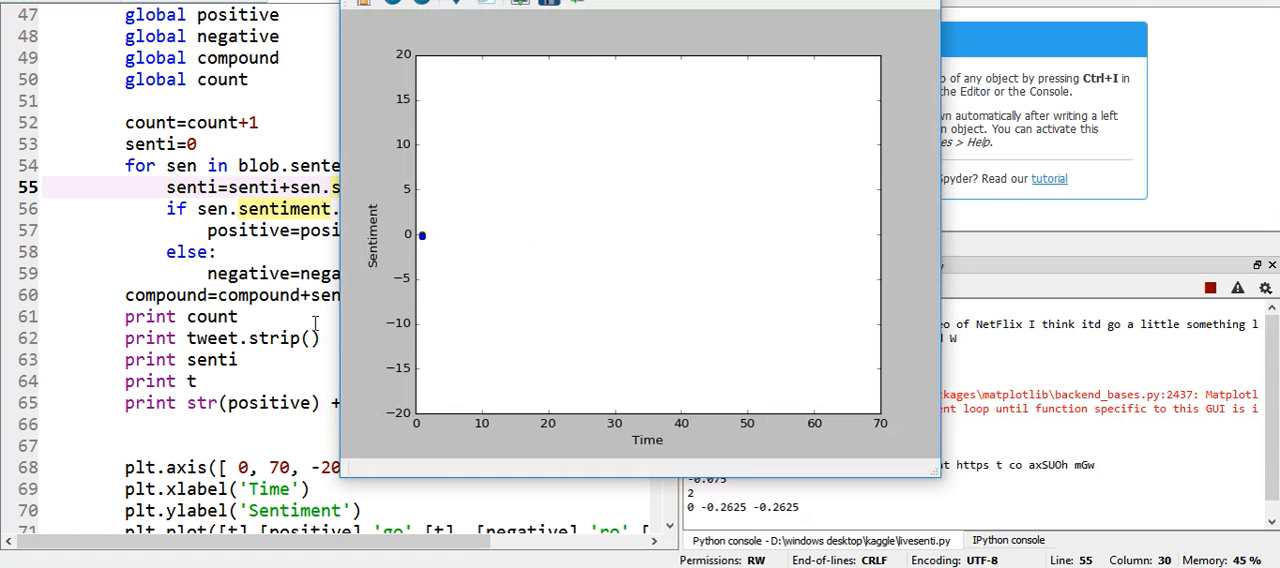 47 global positive
48 global negative
49 global compound
50 global count
51
52 count=count+1
53 senti=0
54 for sen in blob.sente
55 senti=senti+sen.s
56 if sen.sentiment.
57 positive=posi
58 else:
59 negative=nega
60 compound=compound+sen
61 print count
62 print tweet.strip()
63 print senti
64 print t
65 print str(positive) +
66
67
68 plt.axis([ 0, 70, -20
69 plt.xlabel('Time')
70 plt.ylabel('Sentiment')
71 plt.plot([t],[positive],'go',[t],
20
15
10
5
0
−5
−10
−15
−20
Sentiment
0 10 20 30 40 50 60 70
Time
p of any object by pressing Ctrl+I in
the Editor or the Console.
wn automatically after writing a left
n object. You can activate this
es > Help.
Spyder? Read our tutorial
eo of NetFlix I think itd go a little something l
d W
ckages\matplotlib\backend_bases.py:2437: Matplotl
ent loop until function specific to this GUI is i
at https t co axSUOh mGw
-0.075
2
0 -0.2625 -0.2625
Python console - D:\windows desktop\kaggle\livesenti.py IPython console
Permissions: RW End-of-lines: CRLF Encoding: UTF-8 Line: 55 Column: 30 Memory: 45 %